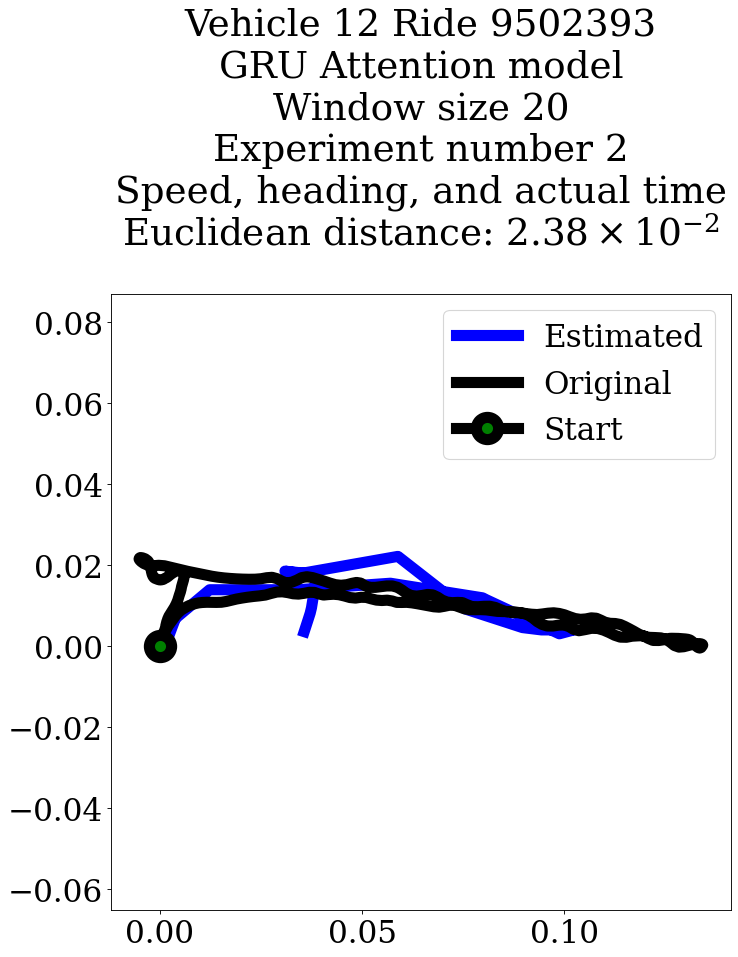 Vehicle 12 Ride 9502393
GRU Attention model
Window size 20
Experiment number 2
Speed, heading, and actual time
Euclidean distance: 2.38 × 10⁻²
Estimated
Original
Start
0.08
0.06
0.04
0.02
0.00
−0.02
−0.04
−0.06
0.00 0.05 0.10